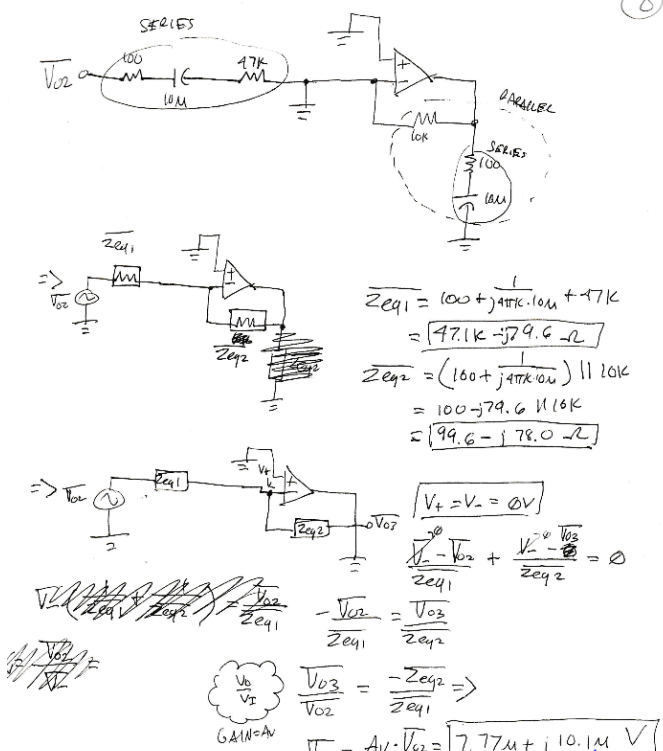 SERIES
V02
100
10M
47K
+
-
10K
PARALLEL
SERIES
100
10M
Zeq1
=> V02
+
-
Zeq2
Zeq1 = 100 + 1/j4πK·10M + 47K
= 47.1K - j79.6 Ω
Zeq2 = (100 + 1/j4πK·10M) || 10K
= 100 - j79.6 || 10K
= 99.6 - j 78.0 Ω
=> V02
Zeq1
V+
+
-
Zeq2
V03
V+ = V- = 0V
V- - V02 / Zeq1 + V- - V03 / Zeq2 = 0
- V02 / Zeq1 = V03 / Zeq2
V0 / VI
GAIN = AV
V03 / V02 = -Zeq2 / Zeq1 =>
= AV · V02 = 7.77M + j 10.1M V